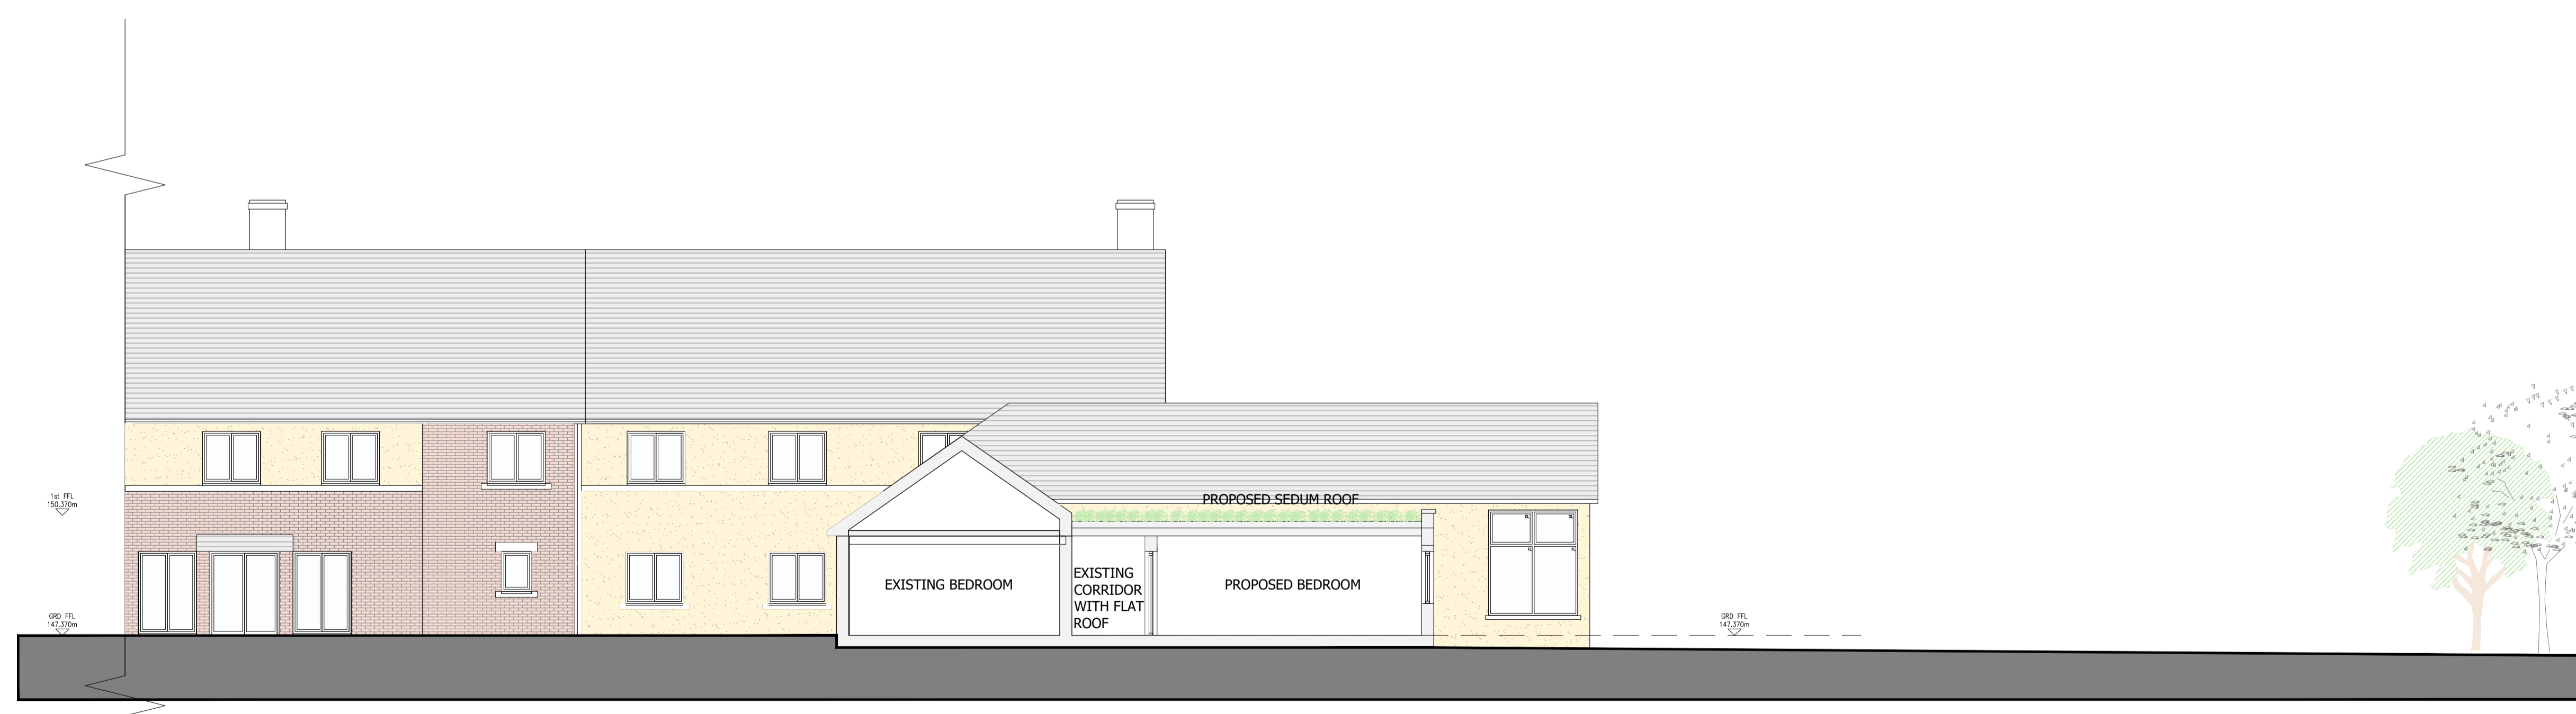 1st FFL
150.370m
PROPOSED SEDUM ROOF
EXISTING BEDROOM
EXISTING
CORRIDOR
WITH FLAT
ROOF
PROPOSED BEDROOM
GRD FFL
147.370m
GRD FFL
147.370m